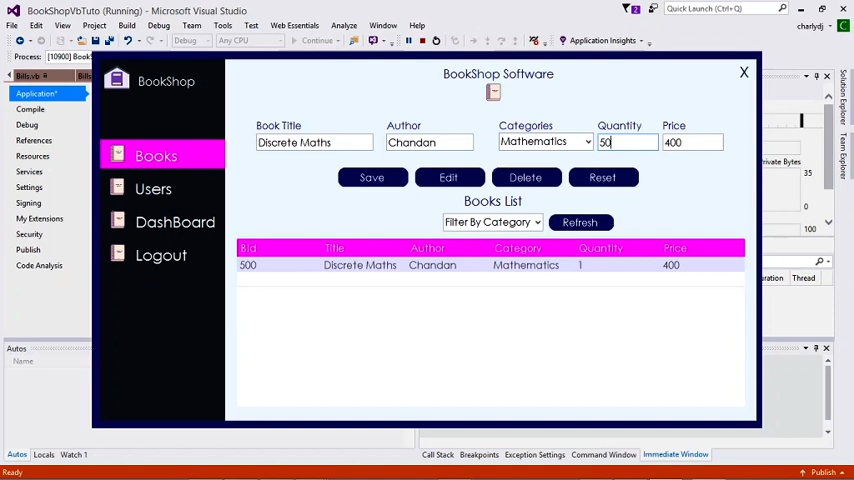 BookShopVbTuto (Running) - Microsoft Visual Studio
Quick Launch (Ctrl+Q)
File Edit View Project Build Debug Team Tools Web Essentials Analyze Window Help
charlydj
Debug Any CPU Continue Application Insights
Process: [10900] Book
Bills.vb Bills
Application*
Compile
Debug
References
Resources
Services
Settings
Signing
My Extensions
Security
Publish
Code Analysis
BookShop
Books
Users
DashBoard
Logout
BookShop Software
X
Book Title Author Categories Quantity Price
Discrete Maths Chandan Mathematics 50 400
Save Edit Delete Reset
Books List
Filter By Category Refresh
BId Title Author Category Quantity Price
500 Discrete Maths Chandan Mathematics 1 400
Solution Explorer
Team Explorer
Private Bytes
35
0
100
uration Thread
Autos
Name
Autos Locals Watch 1
Call Stack Breakpoints Exception Settings Command Window Immediate Window
Ready
Publish